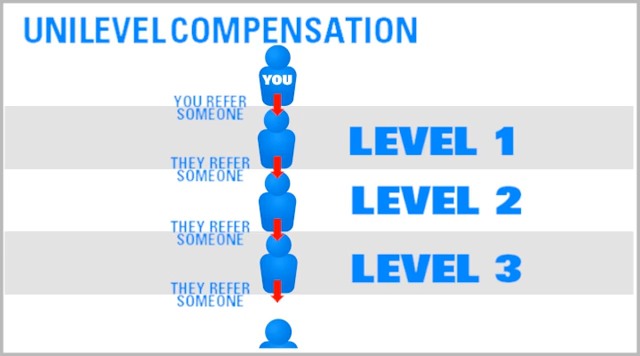 UNILEVEL COMPENSATION
YOU
YOU REFER
SOMEONE
LEVEL 1
THEY REFER
SOMEONE
LEVEL 2
THEY REFER
SOMEONE
LEVEL 3
THEY REFER
SOMEONE